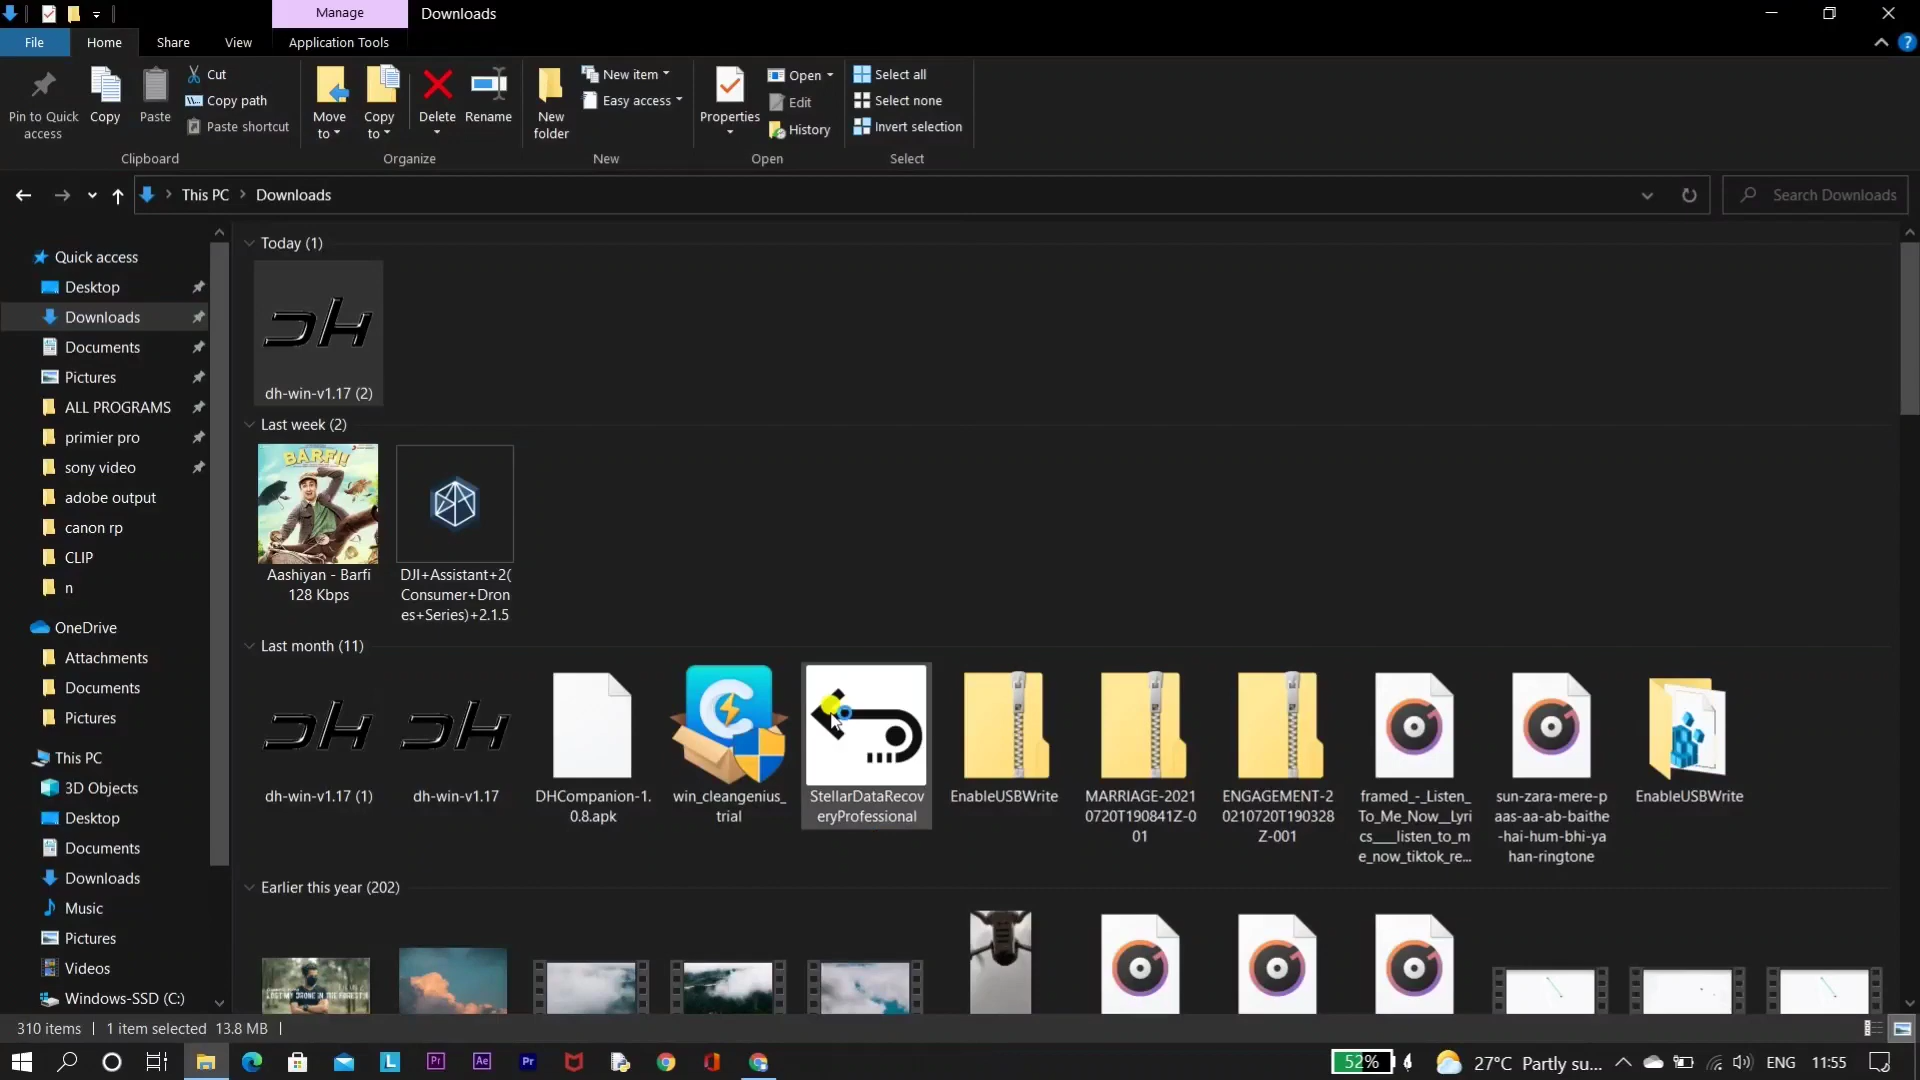 Manage
Downloads
File
Home
Share
View
Application Tools
Pin to Quick
access
Copy
Paste
Cut
Copy path
Paste shortcut
Clipboard
Move
to
Copy
to
Delete
Rename
Organize
New
folder
New item
Easy access
New
Properties
Open
Edit
History
Open
Select all
Select none
Invert selection
Select
This PC
Downloads
Search Downloads
Quick access
Desktop
Downloads
Documents
Pictures
ALL PROGRAMS
primier pro
sony video
adobe output
canon rp
CLIP
n
OneDrive
Attachments
Documents
Pictures
This PC
3D Objects
Desktop
Documents
Downloads
Music
Pictures
Videos
Windows-SSD (C:)
Today (1)
dh-win-v1.17 (2)
Last week (2)
BARFI!
Aashiyan - Barfi
128 Kbps
DJI+Assistant+2(
Consumer+Dron
es+Series)+2.1.5
Last month (11)
dh-win-v1.17 (1)
dh-win-v1.17
DHCompanion-1.
0.8.apk
win_cleangenius_
trial
StellarDataRecov
eryProfessional
EnableUSBWrite
MARRIAGE-2021
0720T190841Z-0
01
ENGAGEMENT-2
0210720T190328
Z-001
framed_-_Listen_
To_Me_Now__Lyri
cs___listen_to_m
e_now_tiktok_re...
sun-zara-mere-p
aas-aa-ab-baithe
-hai-hum-bhi-ya
han-ringtone
EnableUSBWrite
Earlier this year (202)
310 items
1 item selected 13.8 MB
L
Pr
Ae
Pr
52%
27°C Partly su...
ENG
11:55